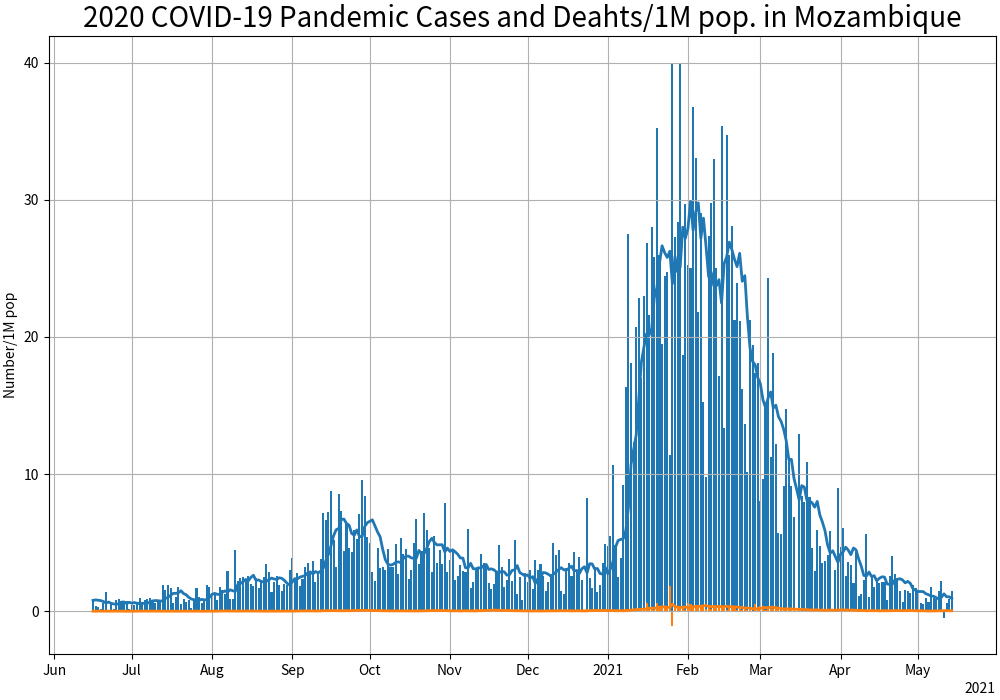 2020 COVID-19 Pandemic Cases and Deahts/1M pop. in Mozambique
Number/1M pop
40
30
20
10
0
Jun Jul Aug Sep Oct Nov Dec 2021 Feb Mar Apr May
2021